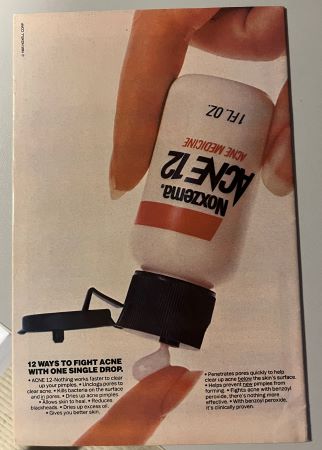 1 FL. OZ.
ACNE MEDICINE
ACNE 12
Noxzema.
12 WAYS TO FIGHT ACNE
WITH ONE SINGLE DROP.
• ACNE 12-Nothing works faster to clear
up your pimples. • Unclogs pores to
clear acne. • Kills bacteria on the surface
and in pores. • Dries up acne pimples
• Allows skin to heal. • Reduces
blackheads. • Dries up excess oil.
• Gives you better skin.
• Penetrates pores quickly to help
clear up acne below the skin's surface.
• Helps prevent new pimples from
forming. • Fights acne with benzoyl
peroxide, there's nothing more
effective. • With benzoyl peroxide,
it's clinically proven.